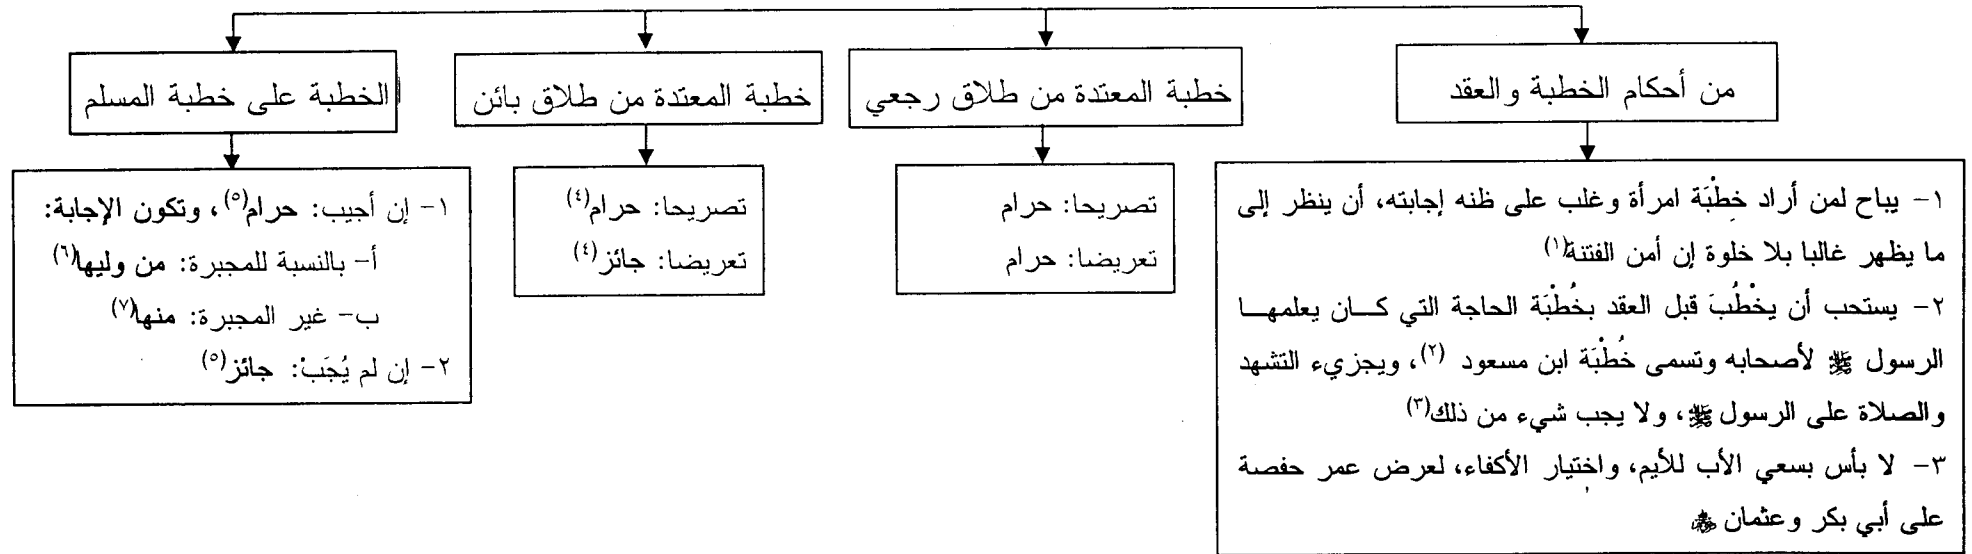 من أحكام الخطبة والعقد
١- يباح لمن أراد خِطْبَة امرأة وغلب على ظنه إجابته، أن ينظر إلى
ما يظهر غالبا بلا خلوة إن أمن الفتنة(١)
٢- يستحب أن يخْطُبَ قبل العقد بخُطْبَة الحاجة التي كان يعلمها
الرسول ﷺ لأصحابه وتسمى خُطْبَة ابن مسعود (٢)، ويجزيء التشهد
والصلاة على الرسول ﷺ، ولا يجب شيء من ذلك(٣)
٣- لا بأس بسعي الأب للأيم، واختيار الأكفاء، لعرض عمر حفصة
على أبي بكر وعثمان ﷺ
خطبة المعتدة من طلاق رجعي
تصريحا: حرام
تعريضا: حرام
خطبة المعتدة من طلاق بائن
تصريحا: حرام(٤)
تعريضا: جائز(٤)
الخطبة على خطبة المسلم
١- إن أجيب: حرام(٥)، وتكون الإجابة:
أ- بالنسبة للمجبرة: من وليها(٦)
ب- غير المجبرة: منها(٧)
٢- إن لم يُجَبْ: جائز(٥)